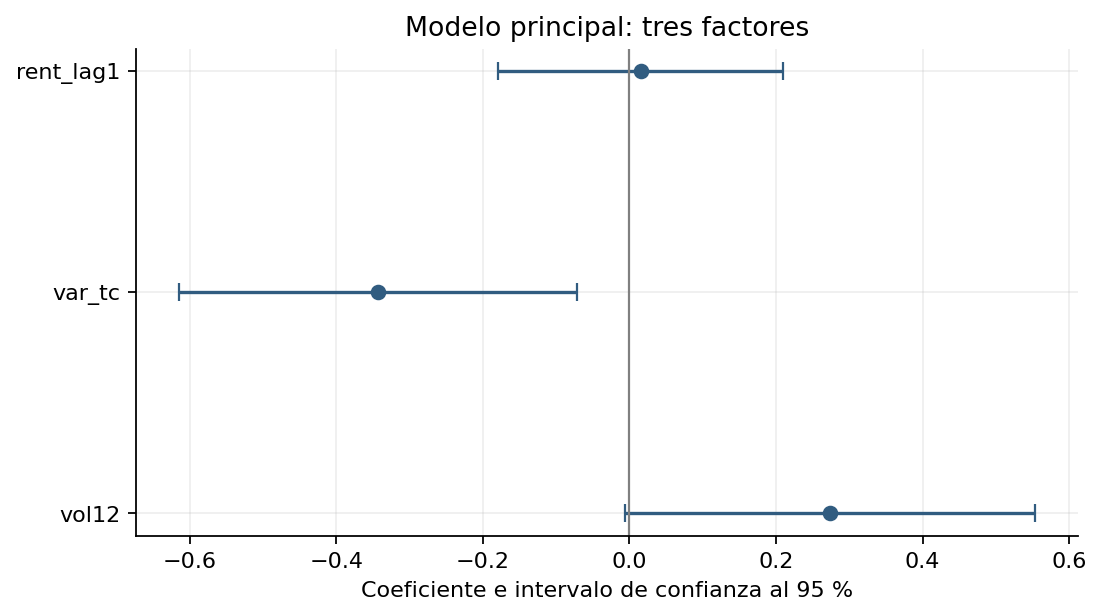 Modelo principal: tres factores
rent_lag1
var_tc
vol12
−0.6 −0.4 −0.2 0.0 0.2 0.4 0.6
Coeficiente e intervalo de confianza al 95 %